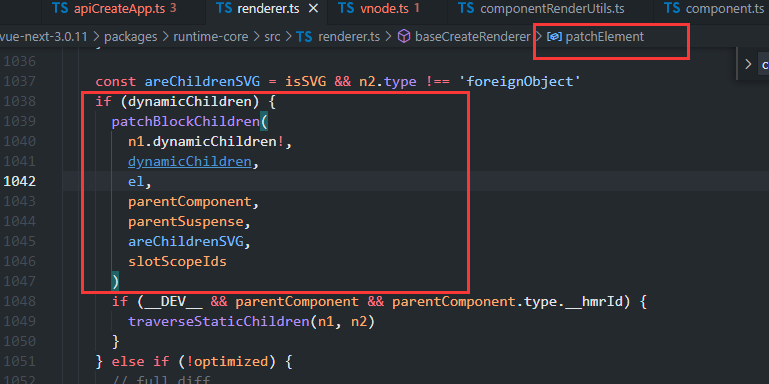 TS apiCreateApp.ts 3 TS renderer.ts × TS vnode.ts 2 TS componentRenderUtils.ts TS component.ts
vue-next-3.0.11 > packages > runtime-core > src > TS renderer.ts > baseCreateRenderer > patchElement
1036
1037 const areChildrenSVG = isSVG && n2.type !== 'foreignObject'
1038 if (dynamicChildren) {
1039 patchBlockChildren(
1040 n1.dynamicChildren!,
1041 dynamicChildren,
1042 el,
1043 parentComponent,
1044 parentSuspense,
1045 areChildrenSVG,
1046 slotScopeIds
1047 )
1048 if (__DEV__ && parentComponent && parentComponent.type.__hmrId) {
1049 traverseStaticChildren(n1, n2)
1050 }
1051 } else if (!optimized) {
1052 // full diff